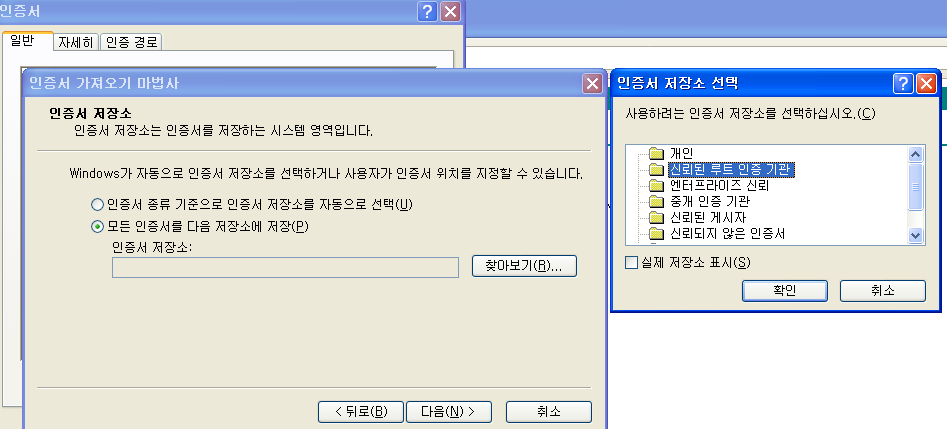 인증서
일반
자세히
인증 경로
인증서 가져오기 마법사
인증서 저장소
인증서 저장소는 인증서를 저장하는 시스템 영역입니다.
Windows가 자동으로 인증서 저장소를 선택하거나 사용자가 인증서 위치를 지정할 수 있습니다.
인증서 종류 기준으로 인증서 저장소를 자동으로 선택(U)
모든 인증서를 다음 저장소에 저장(P)
인증서 저장소:
찾아보기(R)...
< 뒤로(B)
다음(N) >
취소
인증서 저장소 선택
사용하려는 인증서 저장소를 선택하십시오.(C)
개인
신뢰된 루트 인증 기관
엔터프라이즈 신뢰
중개 인증 기관
신뢰된 게시자
신뢰되지 않은 인증서
실제 저장소 표시(S)
확인
취소